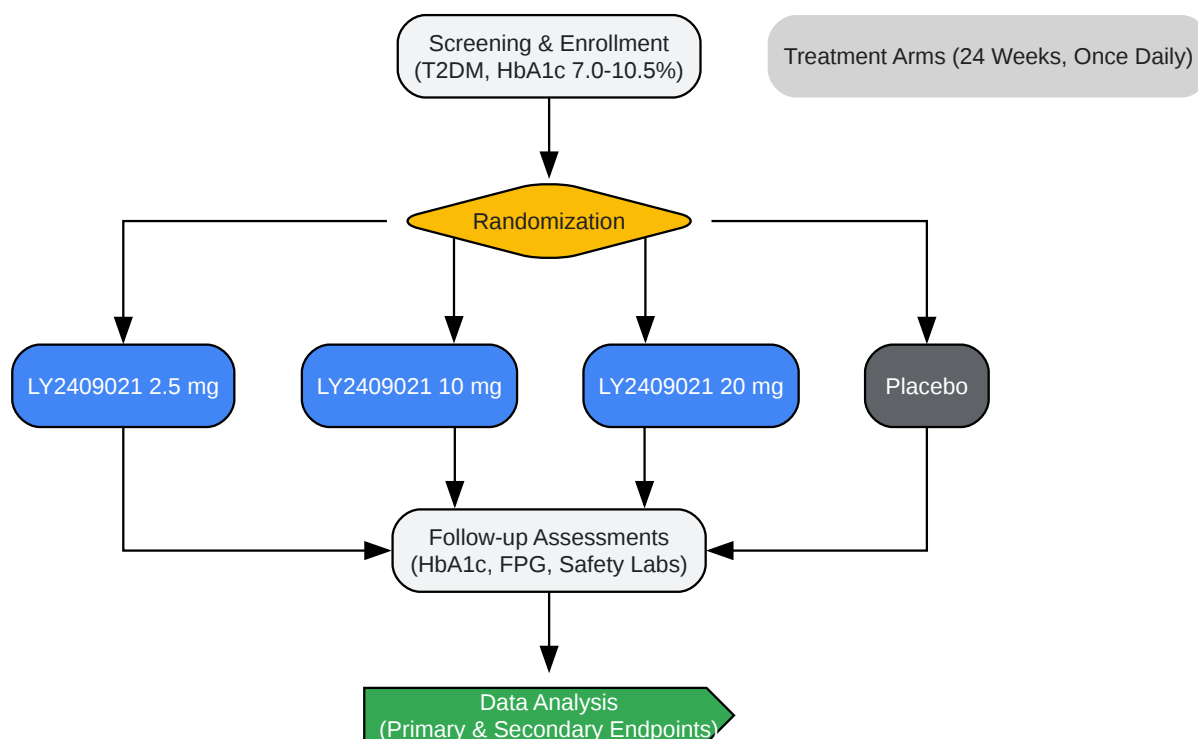 Screening & Enrollment
(T2DM, HbA1c 7.0-10.5%)
Treatment Arms (24 Weeks, Once Daily)
Randomization
LY2409021 2.5 mg
LY2409021 10 mg
LY2409021 20 mg
Placebo
Follow-up Assessments
(HbA1c, FPG, Safety Labs)
Data Analysis
(Primary & Secondary Endpoints)